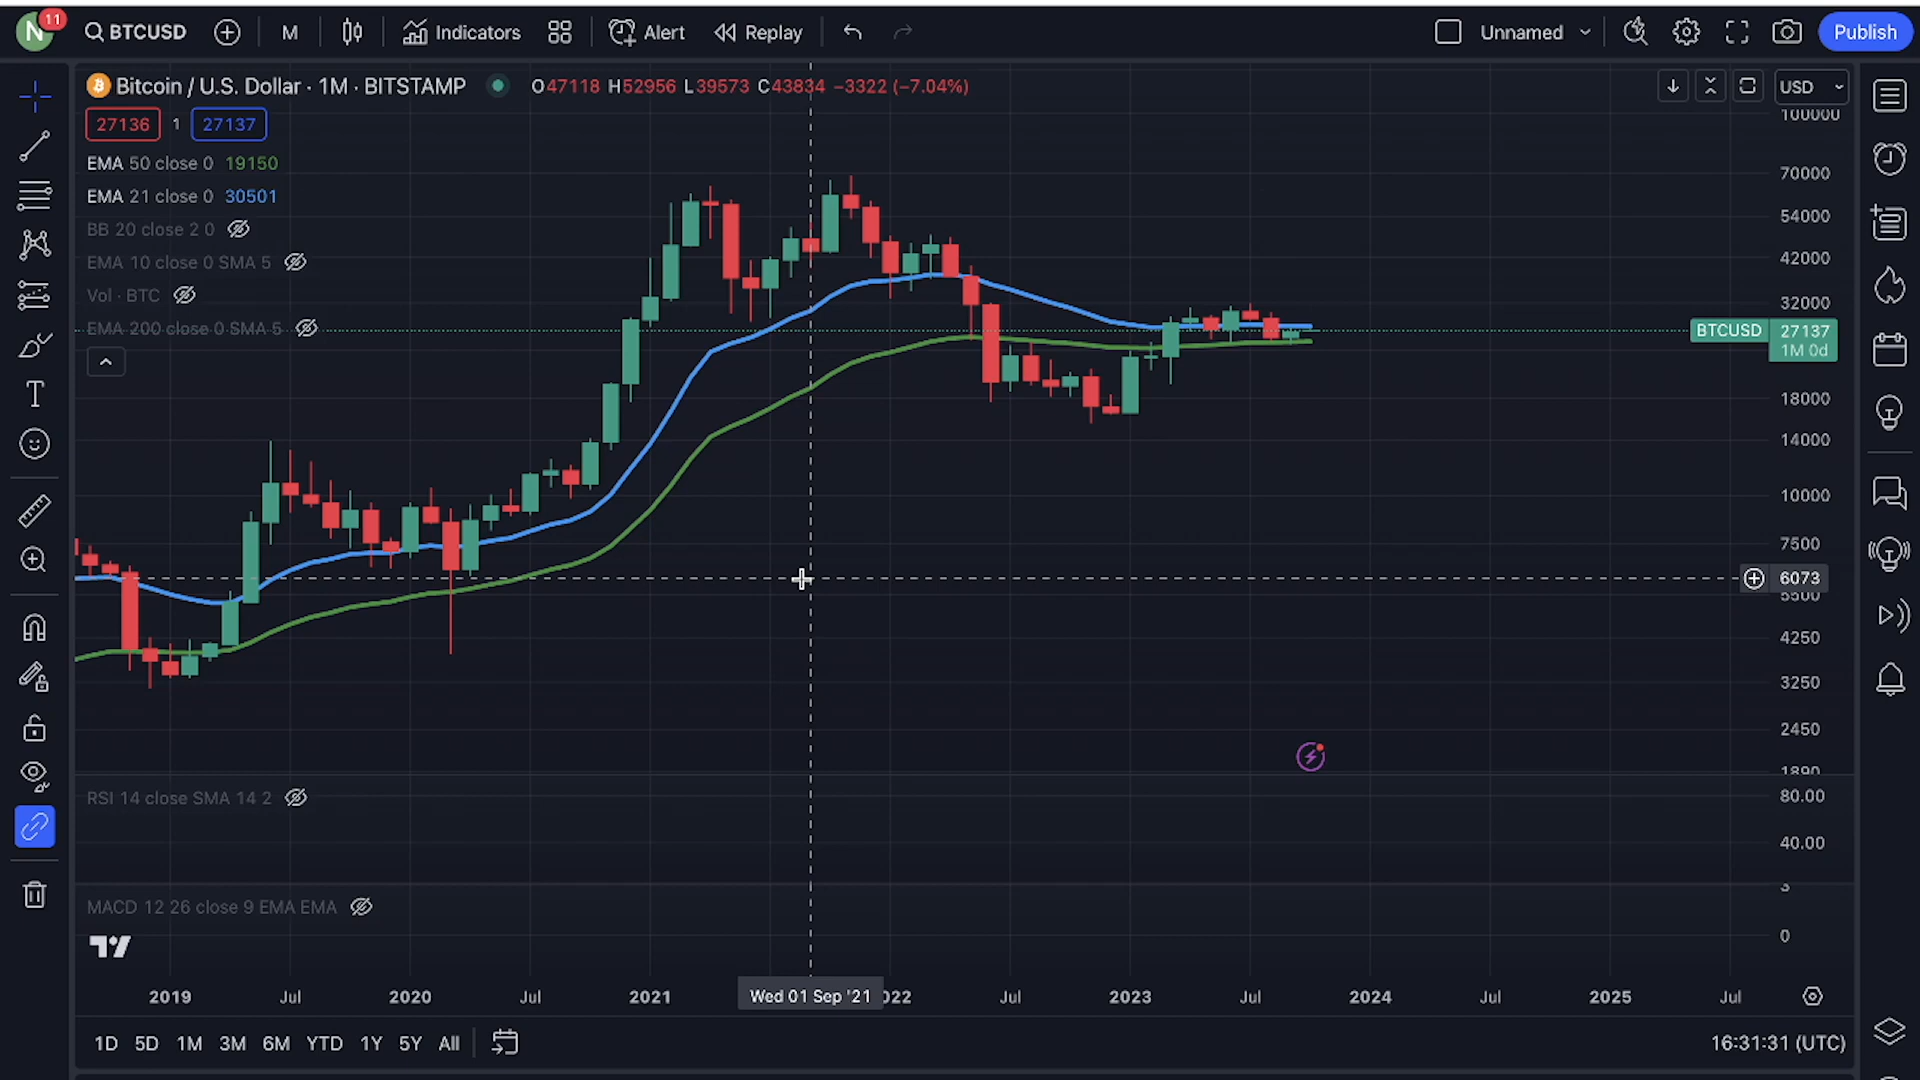 N 11 BTCUSD M Indicators Alert Replay Unnamed Publish
Bitcoin / U.S. Dollar · 1M · BITSTAMP O47118 H52956 L39573 C43834 −3322 (−7.04%) USD
27136 1 27137
EMA 50 close 0 19150
EMA 21 close 0 30501
BB 20 close 2 0
EMA 10 close 0 SMA 5
Vol · BTC
EMA 200 close 0 SMA 5
100000
70000
54000
42000
32000
BTCUSD 27137
1M 0d
18000
14000
10000
7500
6073
5500
4250
3250
2450
1890
RSI 14 close SMA 14 2
80.00
40.00
MACD 12 26 close 9 EMA EMA
3
0
2019 Jul 2020 Jul 2021 Wed 01 Sep '21 022 Jul 2023 Jul 2024 Jul 2025 Jul
1D 5D 1M 3M 6M YTD 1Y 5Y All 16:31:31 (UTC)